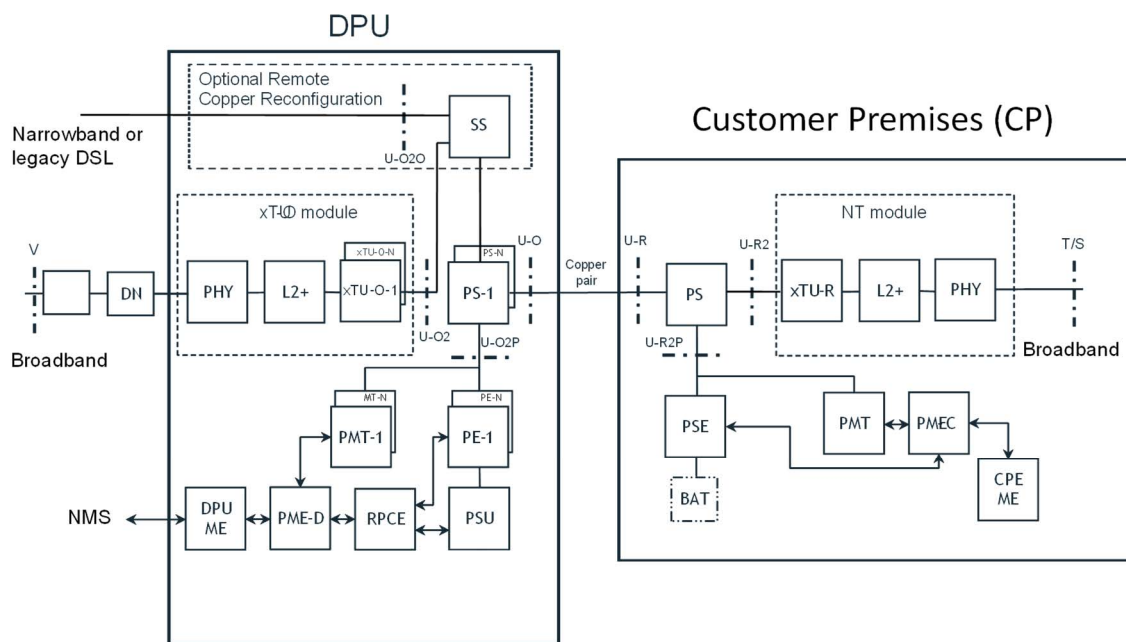 DPU
Optional Remote
Copper Reconfiguration
SS
Narrowband or
legacy DSL
U-O2O
Customer Premises (CP)
xTU-O module
NT module
V
xTU-O-N
PS-N
U-O
U-R
U-R2
T/S
Copper
pair
DN
PHY
L2+
xTU-O-1
PS-1
PS
xTU-R
L2+
PHY
U-O2
U-O2P
U-R2P
Broadband
Broadband
MT-N
PE-N
PMT-1
PE-1
PSE
PMT
PMEC
NMS
DPU
ME
PME-D
RPCE
PSU
BAT
CPE
ME